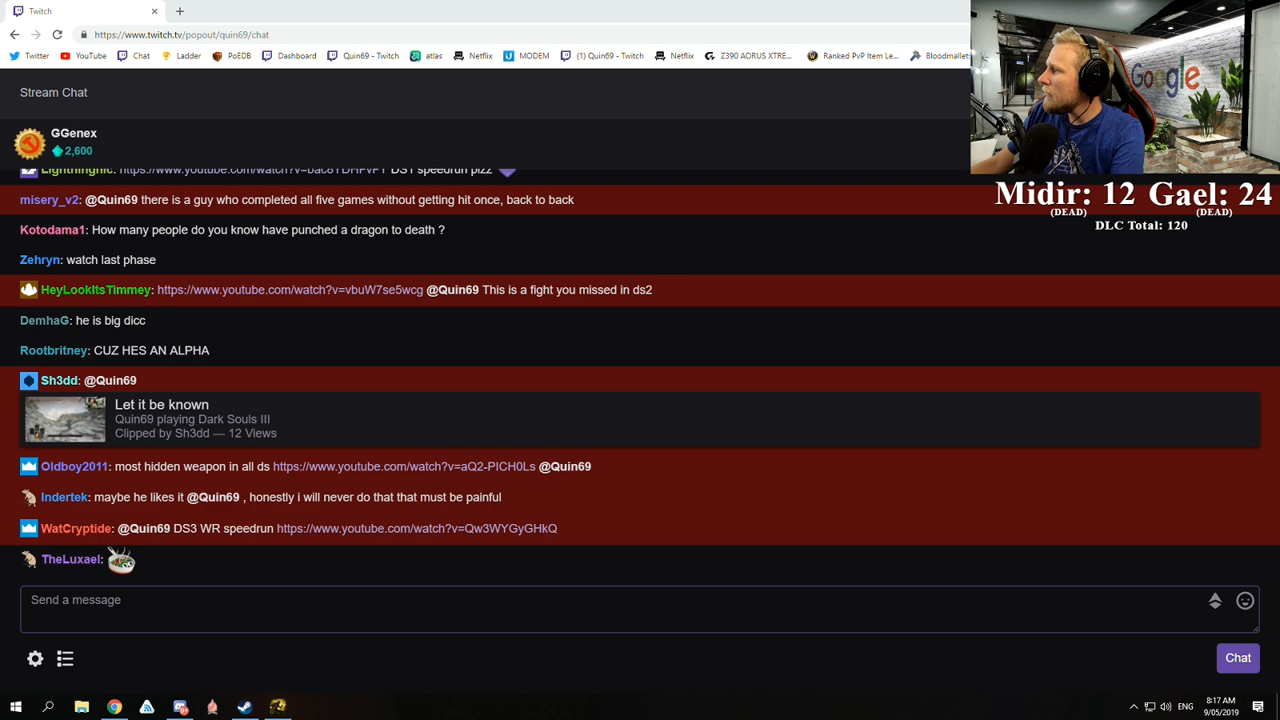 Twitch
https://www.twitch.tv/popout/quin69/chat
Twitter YouTube Chat Ladder PoEDB Dashboard Quin69 - Twitch atlas Netflix MODEM (1) Quin69 - Twitch Netflix Z390 AORUS XTRE... Ranked PvP Item Le... Bloodmallet
Google
Stream Chat
GGenex
2,600
DS1 speedrun plzz
misery_v2: @Quin69 there is a guy who completed all five games without getting hit once, back to back
Midir: 12 Gael: 24
(DEAD) (DEAD)
DLC Total: 120
Kotodama1: How many people do you know have punched a dragon to death ?
Zehryn: watch last phase
HeyLookItsTimmey: https://www.youtube.com/watch?v=vbuW7se5wcg @Quin69 This is a fight you missed in ds2
DemhaG: he is big dicc
Rootbritney: CUZ HES AN ALPHA
Sh3dd: @Quin69
Let it be known
Quin69 playing Dark Souls III
Clipped by Sh3dd — 12 Views
Oldboy2011: most hidden weapon in all ds https://www.youtube.com/watch?v=aQ2-PICH0Ls @Quin69
Indertek: maybe he likes it @Quin69 , honestly i will never do that that must be painful
WatCryptide: @Quin69 DS3 WR speedrun https://www.youtube.com/watch?v=Qw3WYGyGHkQ
TheLuxael:
Send a message
Chat
ENG
8:17 AM
9/05/2019